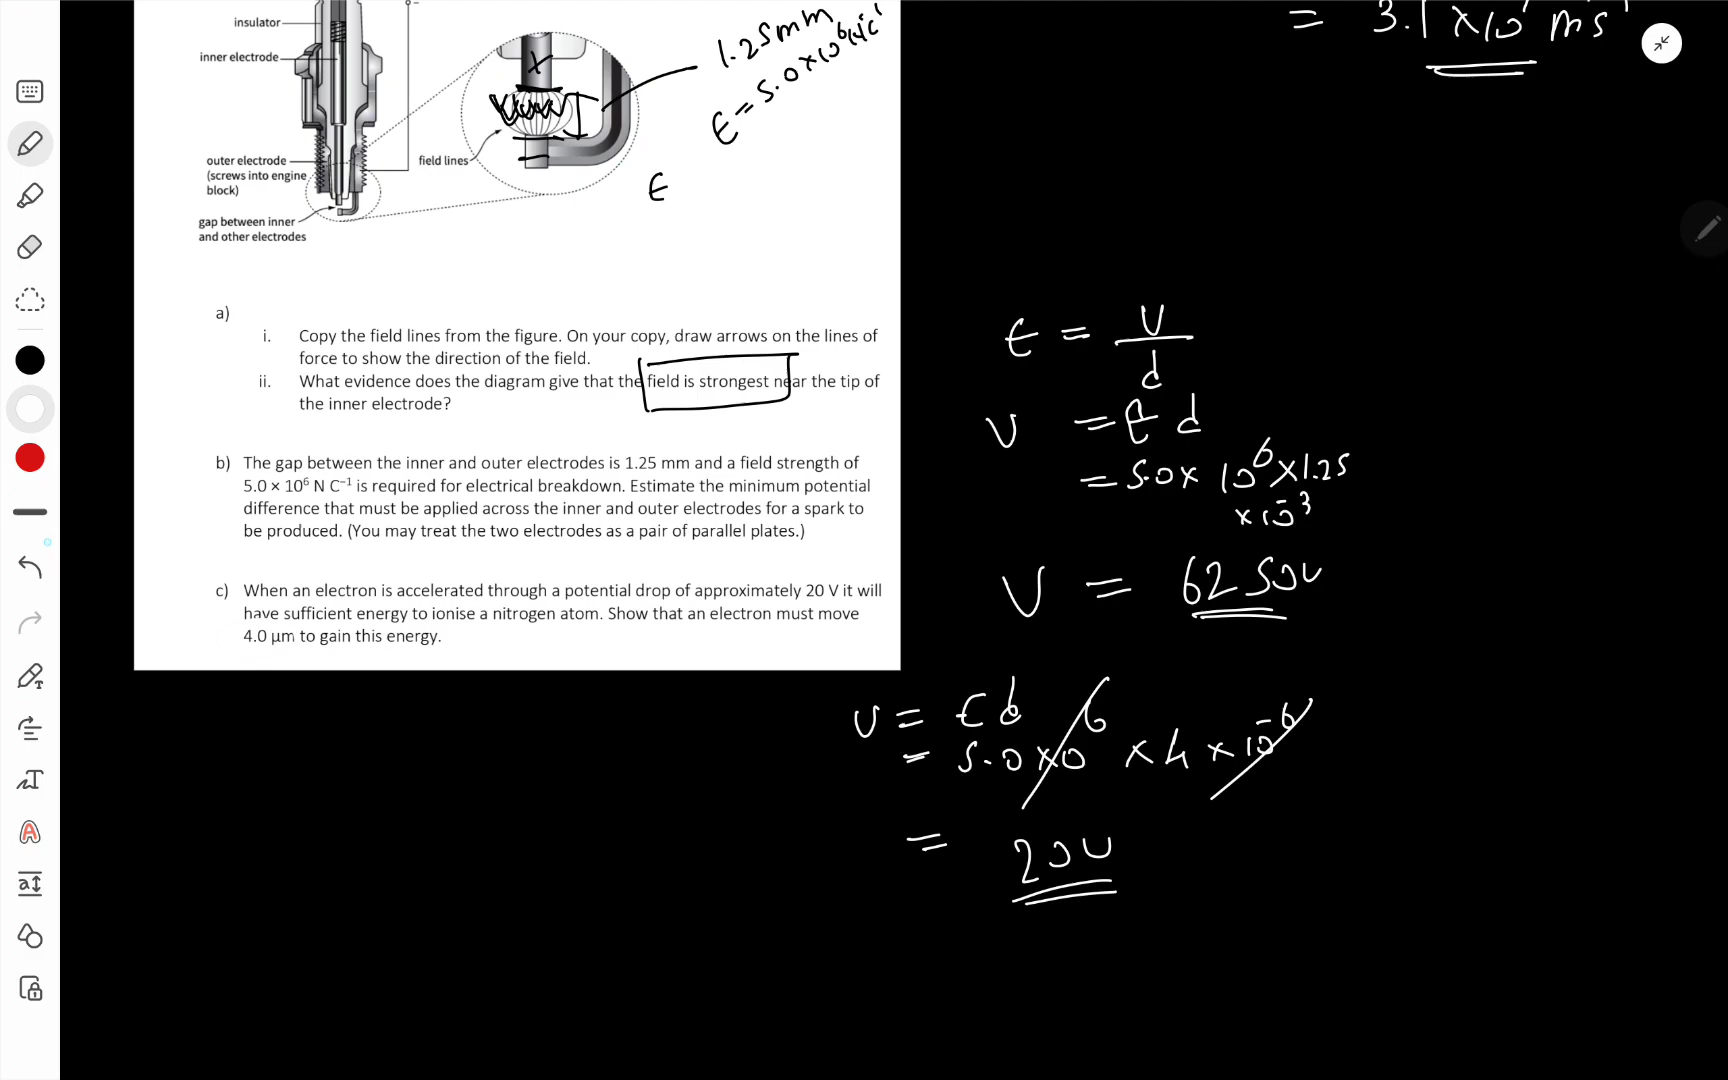 insulator
inner electrode
outer electrode
(screws into engine
block)
gap between inner
and other electrodes
field lines
1.25mm
E = 5.0×10⁶ NC⁻¹
E
= 3.1 × 10⁷ ms⁻¹
a)
i. Copy the field lines from the figure. On your copy, draw arrows on the lines of
force to show the direction of the field.
ii. What evidence does the diagram give that the field is strongest near the tip of
the inner electrode?
b) The gap between the inner and outer electrodes is 1.25 mm and a field strength of
5.0 × 10⁶ N C⁻¹ is required for electrical breakdown. Estimate the minimum potential
difference that must be applied across the inner and outer electrodes for a spark to
be produced. (You may treat the two electrodes as a pair of parallel plates.)
c) When an electron is accelerated through a potential drop of approximately 20 V it will
have sufficient energy to ionise a nitrogen atom. Show that an electron must move
4.0 µm to gain this energy.
E = V
d
V = E d
= 5.0 × 10⁶ × 1.25
× 10⁻³
V = 6250V
V = E d
= 5.0 × 10⁶ × 4 × 10⁻⁶
= 20V